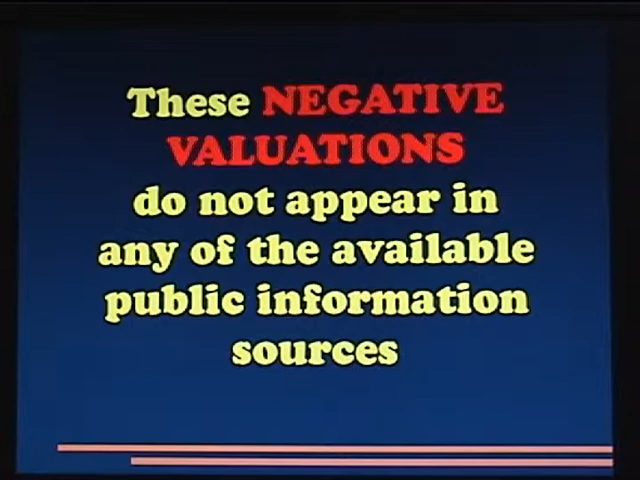 These NEGATIVE
VALUATIONS
do not appear in
any of the available
public information
sources